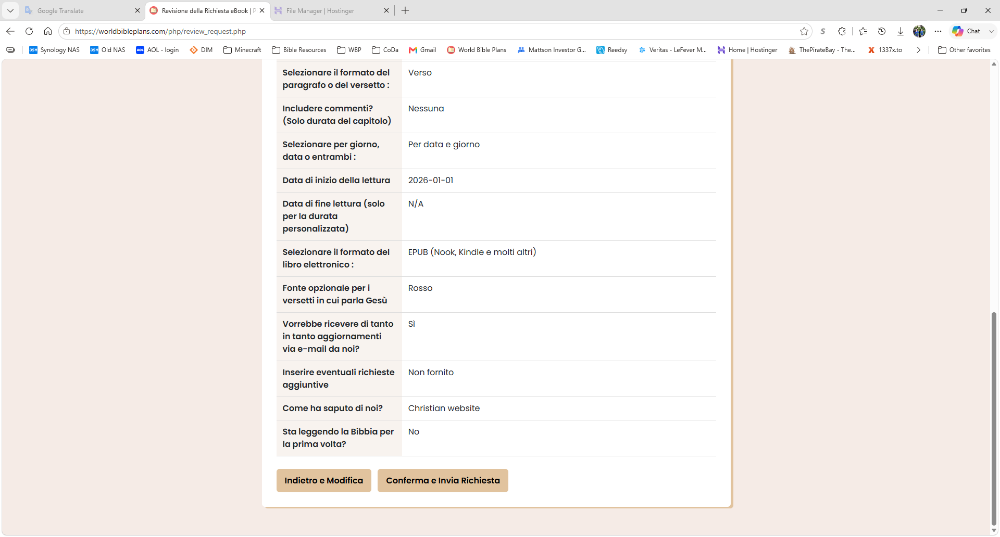 Google Translate
Revisione della Richiesta eBook | P
File Manager | Hostinger
https://worldbibleplans.com/php/review_request.php
S
Chat
Synology NAS
Old NAS
AOL - login
DIM
Minecraft
Bible Resources
WBP
CoDa
Gmail
World Bible Plans
Mattson Investor G...
Reedsy
Veritas - LeFever M...
Home | Hostinger
ThePirateBay - The...
1337x.to
Other favorites
Selezionare il formato del
paragrafo o del versetto :
Verso
Includere commenti?
(Solo durata del capitolo)
Nessuna
Selezionare per giorno,
data o entrambi :
Per data e giorno
Data di inizio della lettura
2026-01-01
Data di fine lettura (solo
per la durata
personalizzata)
N/A
Selezionare il formato del
libro elettronico :
EPUB (Nook, Kindle e molti altri)
Fonte opzionale per i
versetti in cui parla Gesù
Rosso
Vorrebbe ricevere di tanto
in tanto aggiornamenti
via e-mail da noi?
Sì
Inserire eventuali richieste
aggiuntive
Non fornito
Come ha saputo di noi?
Christian website
Sta leggendo la Bibbia per
la prima volta?
No
Indietro e Modifica
Conferma e Invia Richiesta